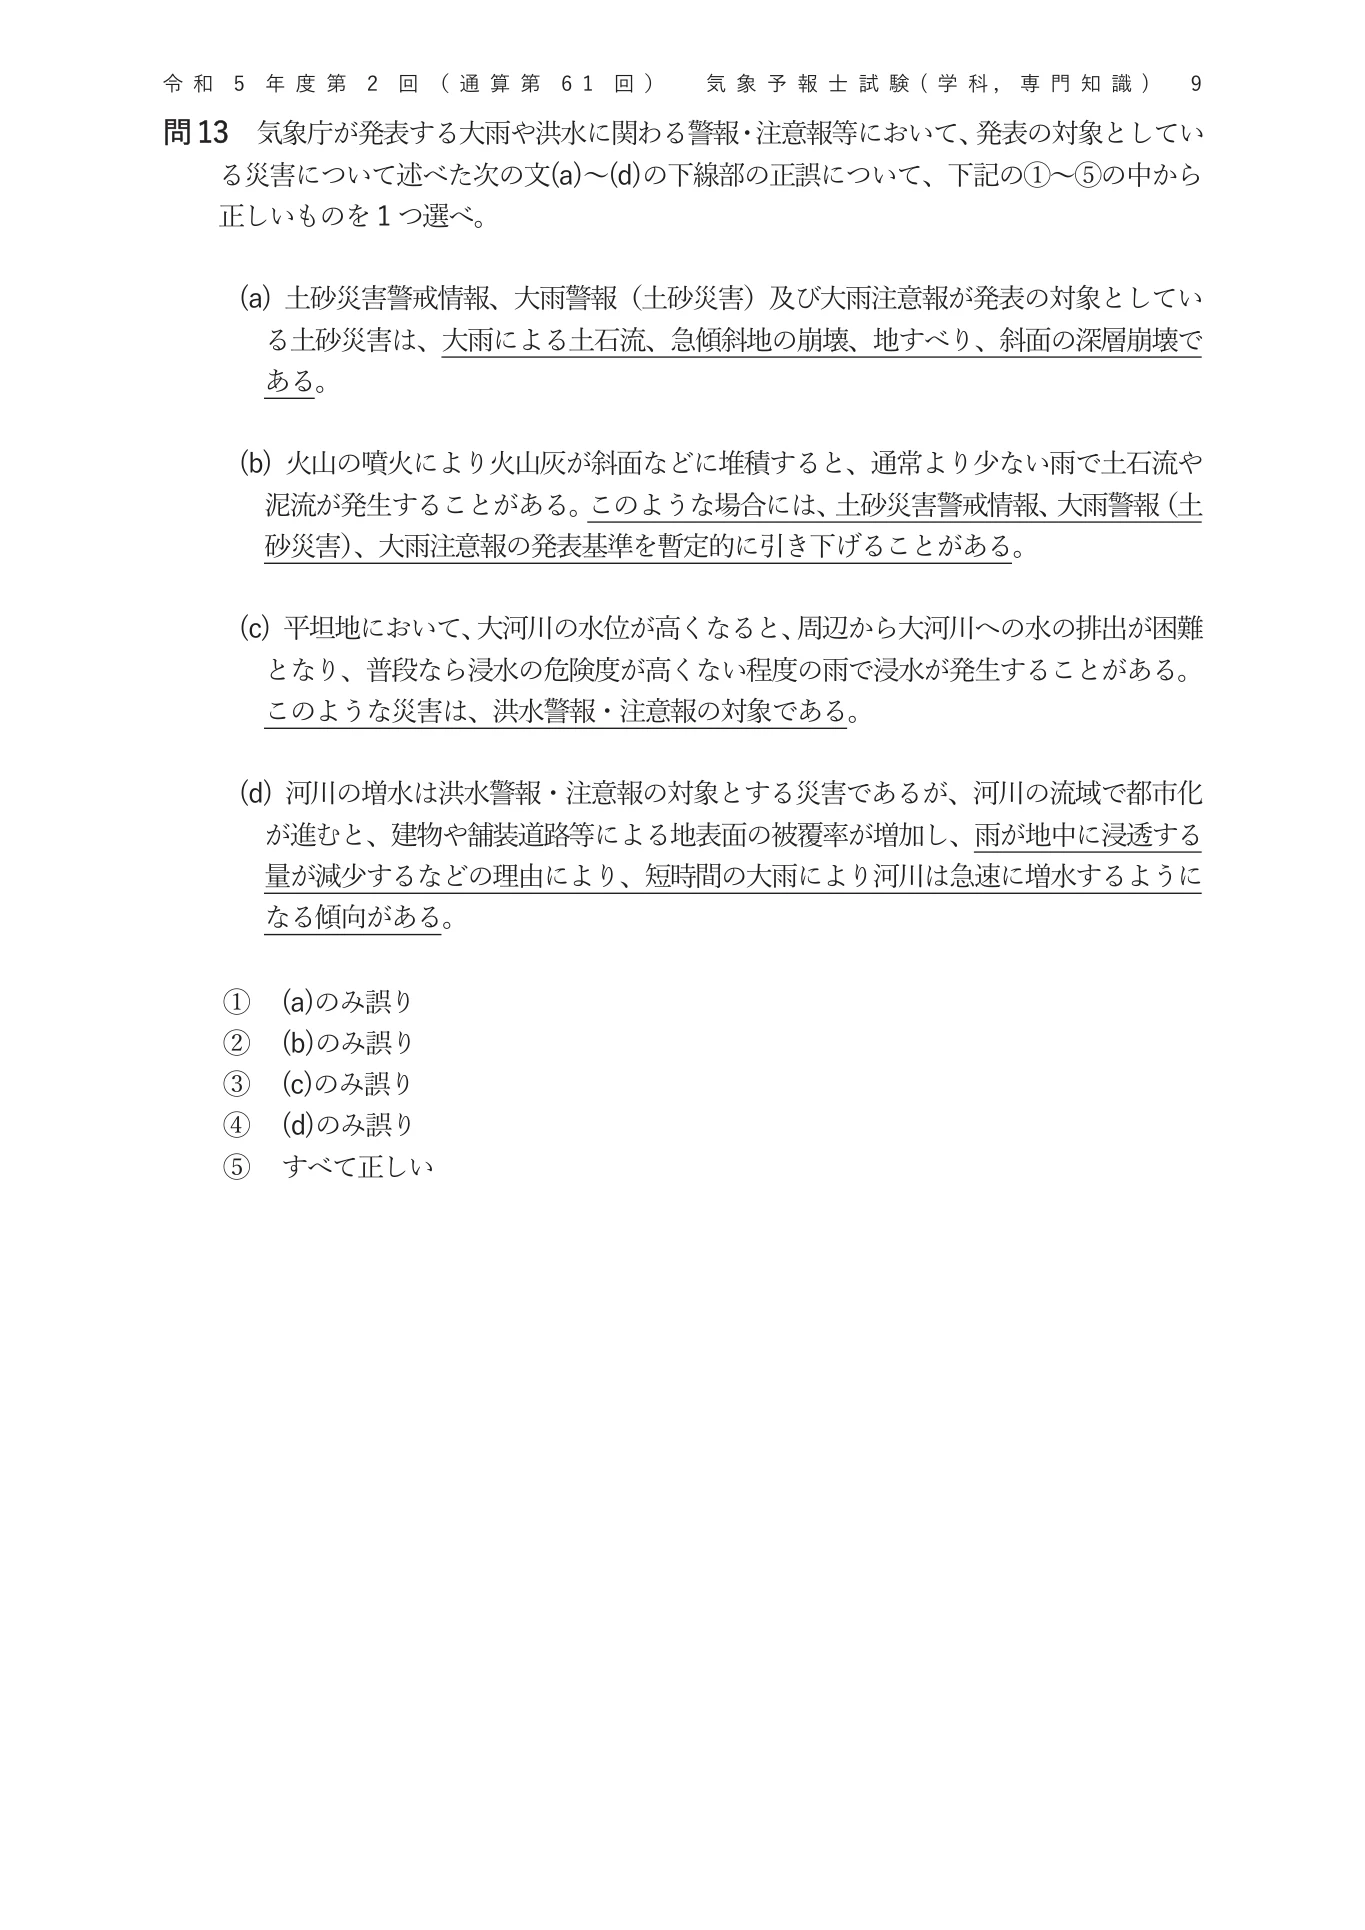 令和 5 年度第 2 回（通算第 61 回） 気象予報士試験(学科, 専門知識) 9
問13 気象庁が発表する大雨や洪水に関わる警報・注意報等において、発表の対象としてい
る災害について述べた次の文(a)～(d)の下線部の正誤について、下記の①～⑤の中から
正しいものを 1 つ選べ。
(a) 土砂災害警戒情報、大雨警報（土砂災害）及び大雨注意報が発表の対象としてい
る土砂災害は、大雨による土石流、急傾斜地の崩壊、地すべり、斜面の深層崩壊で
ある。
(b) 火山の噴火により火山灰が斜面などに堆積すると、通常より少ない雨で土石流や
泥流が発生することがある。このような場合には、土砂災害警戒情報、大雨警報（土
砂災害）、大雨注意報の発表基準を暫定的に引き下げることがある。
(c) 平坦地において、大河川の水位が高くなると、周辺から大河川への水の排出が困難
となり、普段なら浸水の危険度が高くない程度の雨で浸水が発生することがある。
このような災害は、洪水警報・注意報の対象である。
(d) 河川の増水は洪水警報・注意報の対象とする災害であるが、河川の流域で都市化
が進むと、建物や舗装道路等による地表面の被覆率が増加し、雨が地中に浸透する
量が減少するなどの理由により、短時間の大雨により河川は急速に増水するように
なる傾向がある。
① (a)のみ誤り
② (b)のみ誤り
③ (c)のみ誤り
④ (d)のみ誤り
⑤ すべて正しい